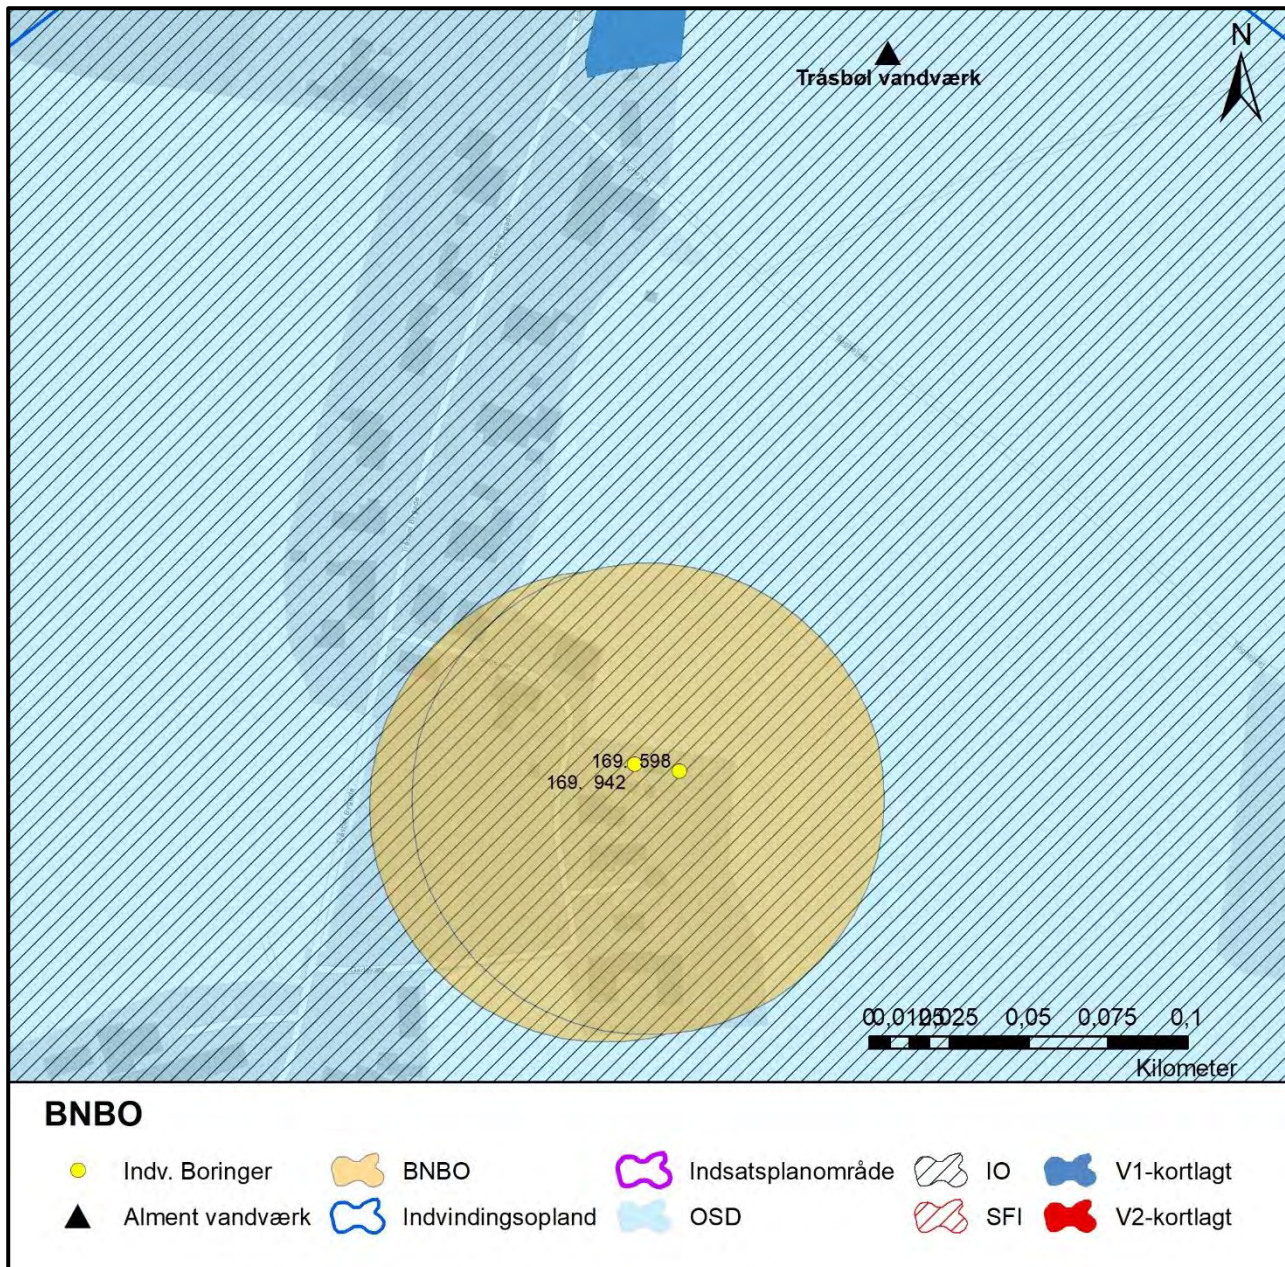 N
Tråsbøl vandværk
169. 598
169. 942
0 0,0125 0,025 0,05 0,075 0,1
Kilometer
BNBO
Indv. Boringer
BNBO
Indsatsplanområde
IO
V1-kortlagt
Alment vandværk
Indvindingsopland
OSD
SFI
V2-kortlagt